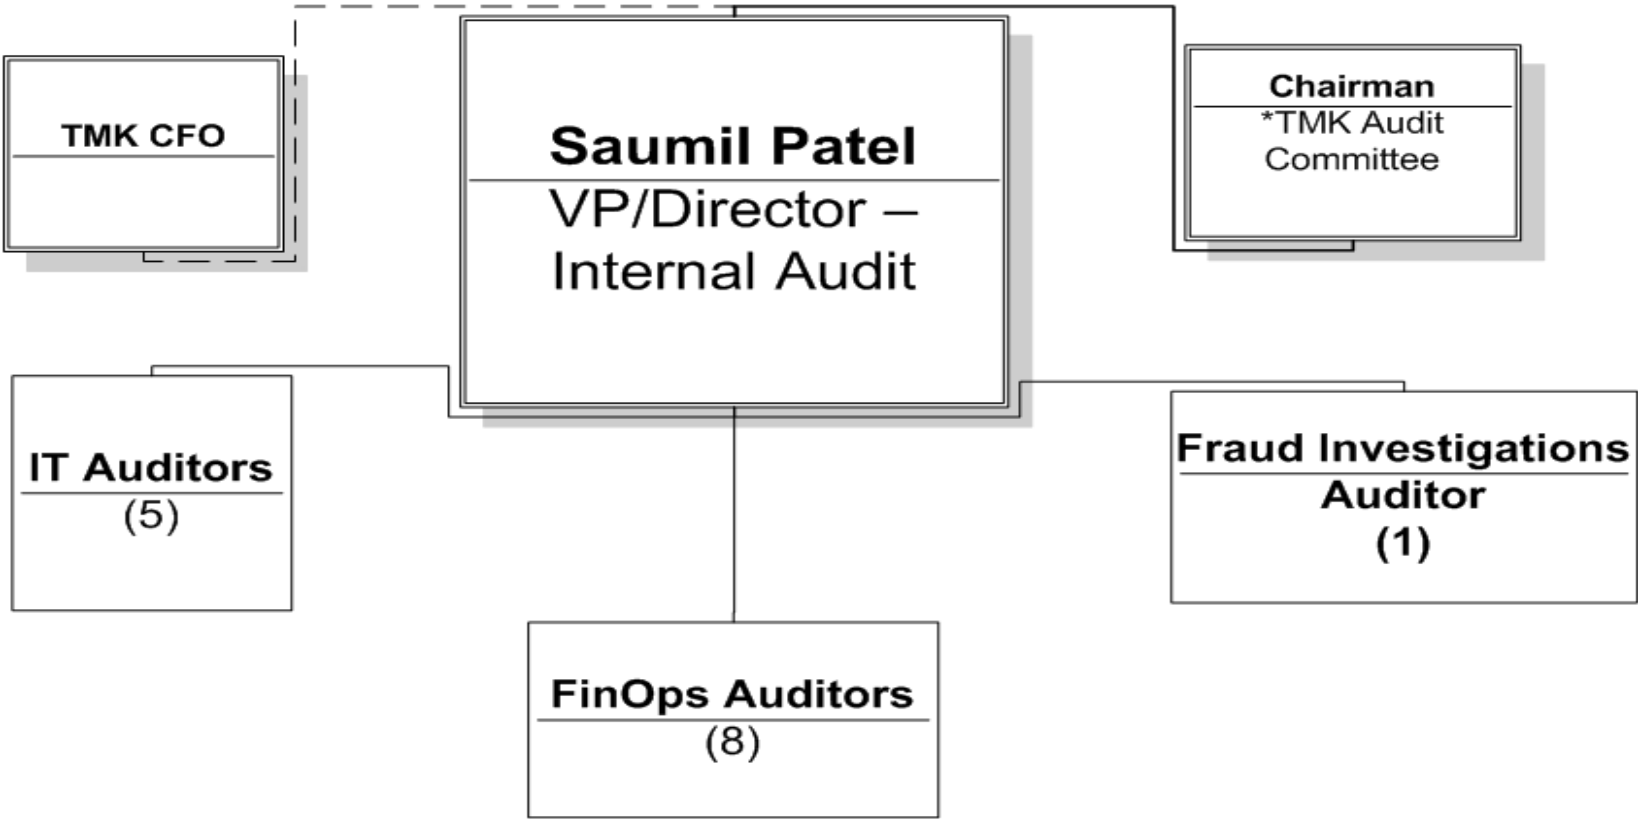 TMK CFO
Saumil Patel
VP/Director –
Internal Audit
Chairman
*TMK Audit
Committee
IT Auditors
(5)
FinOps Auditors
(8)
Fraud Investigations
Auditor
(1)